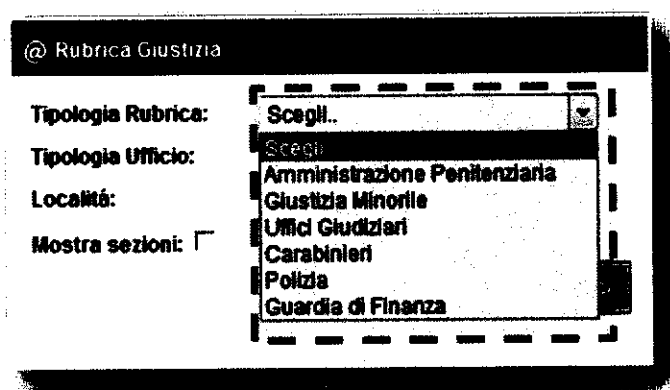 @ Rubrica Giustizia
Tipologia Rubrica:
Scegli..
Tipologia Ufficio:
Scegli
Amministrazione Penitenziaria
Località:
Giustizia Minorile
Uffici Giudiziari
Mostra sezioni:
Carabinieri
Polizia
Guardia di Finanza